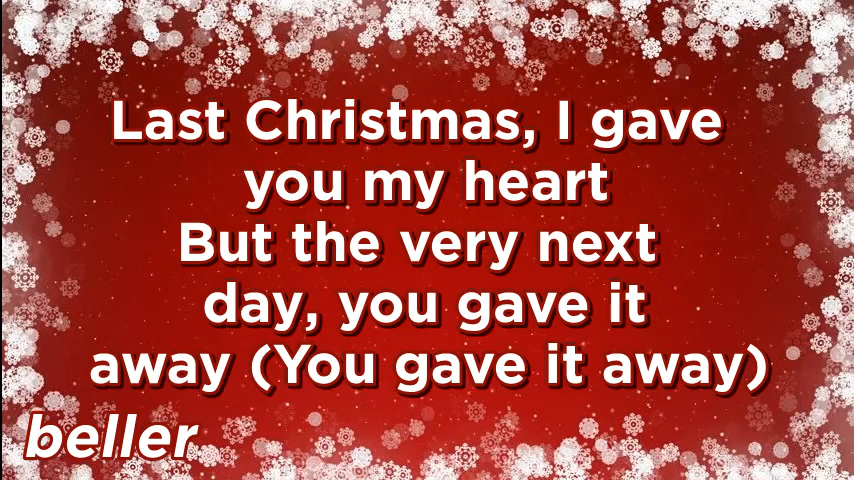 Last Christmas, I gave
you my heart
But the very next
day, you gave it
away (You gave it away)
beller